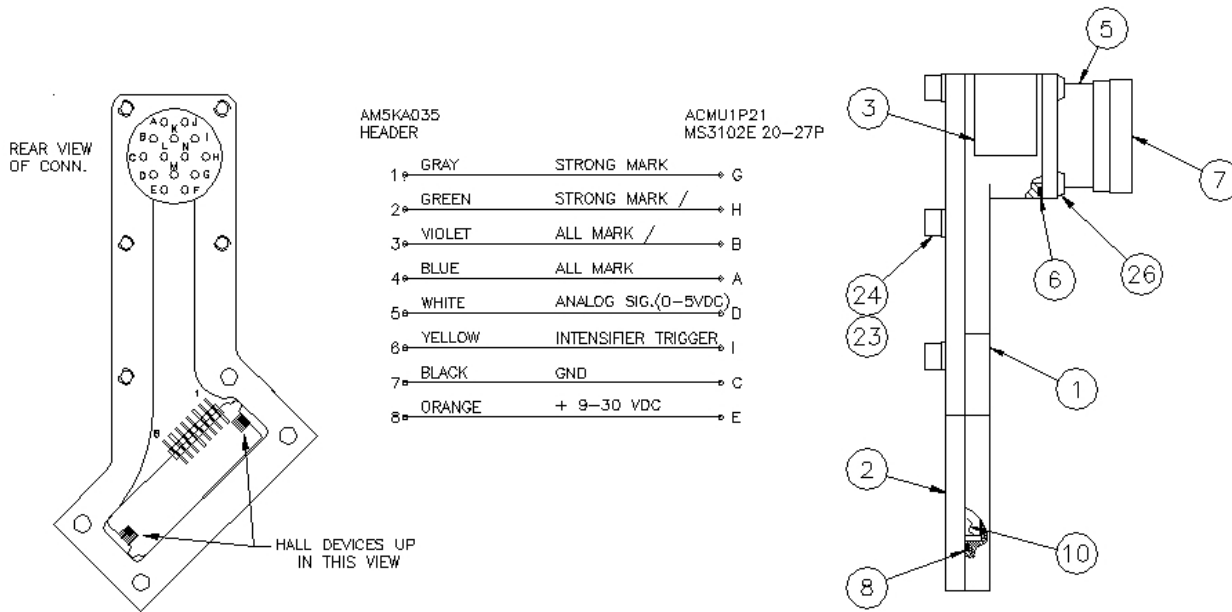 REAR VIEW
OF CONN.
A J
K
B I
L N
C H
M
D G
E F
1
8
HALL DEVICES UP
IN THIS VIEW
AM5KA035
HEADER
ACMU1P21
MS3102E 20-27P
1 GRAY STRONG MARK G
2 GREEN STRONG MARK / H
3 VIOLET ALL MARK / B
4 BLUE ALL MARK A
5 WHITE ANALOG SIG.(0-5VDC) D
6 YELLOW INTENSIFIER TRIGGER I
7 BLACK GND C
8 ORANGE + 9-30 VDC E
5
3
7
6
26
24
23
1
2
10
8